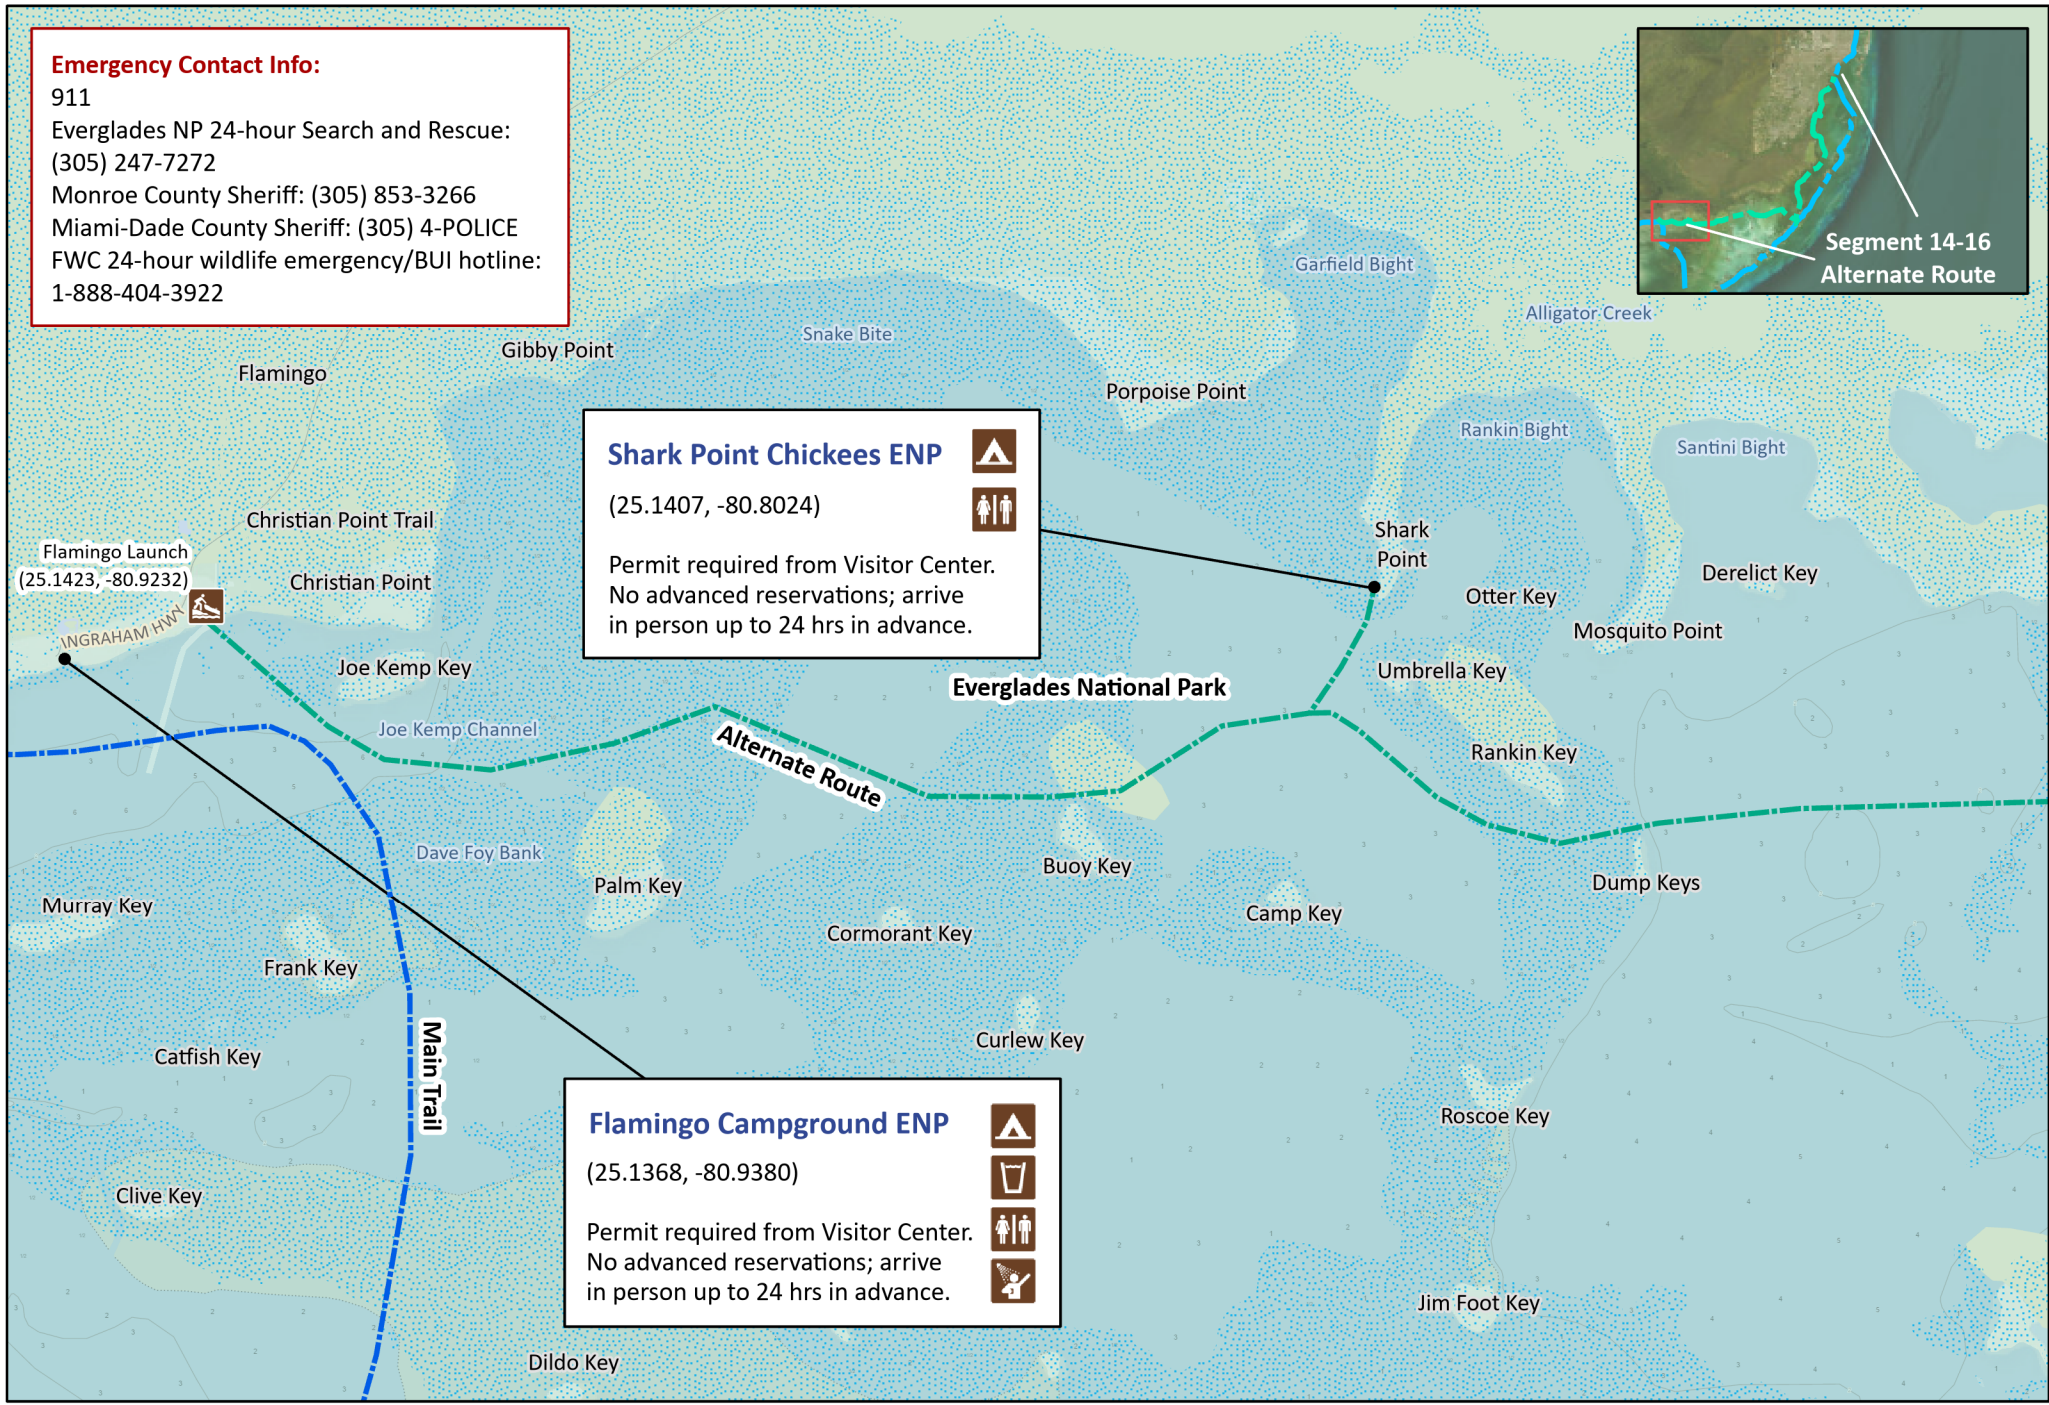 Emergency Contact Info:
911
Everglades NP 24-hour Search and Rescue:
(305) 247-7272
Monroe County Sheriff: (305) 853-3266
Miami-Dade County Sheriff: (305) 4-POLICE
FWC 24-hour wildlife emergency/BUI hotline:
1-888-404-3922
Segment 14-16
Alternate Route
Garfield Bight
Alligator Creek
Snake Bite
Gibby Point
Flamingo
Porpoise Point
Rankin Bight
Santini Bight
Shark Point Chickees ENP
(25.1407, -80.8024)
Permit required from Visitor Center.
No advanced reservations; arrive
in person up to 24 hrs in advance.
Christian Point Trail
Shark
Point
Flamingo Launch
(25.1423, -80.9232)
Christian Point
Derelict Key
Otter Key
INGRAHAM HWY
Mosquito Point
Joe Kemp Key
Umbrella Key
Everglades National Park
Joe Kemp Channel
Alternate Route
Rankin Key
Dave Foy Bank
Palm Key
Buoy Key
Dump Keys
Murray Key
Camp Key
Cormorant Key
Frank Key
Main Trail
Catfish Key
Curlew Key
Roscoe Key
Flamingo Campground ENP
(25.1368, -80.9380)
Permit required from Visitor Center.
No advanced reservations; arrive
in person up to 24 hrs in advance.
Clive Key
Jim Foot Key
Dildo Key